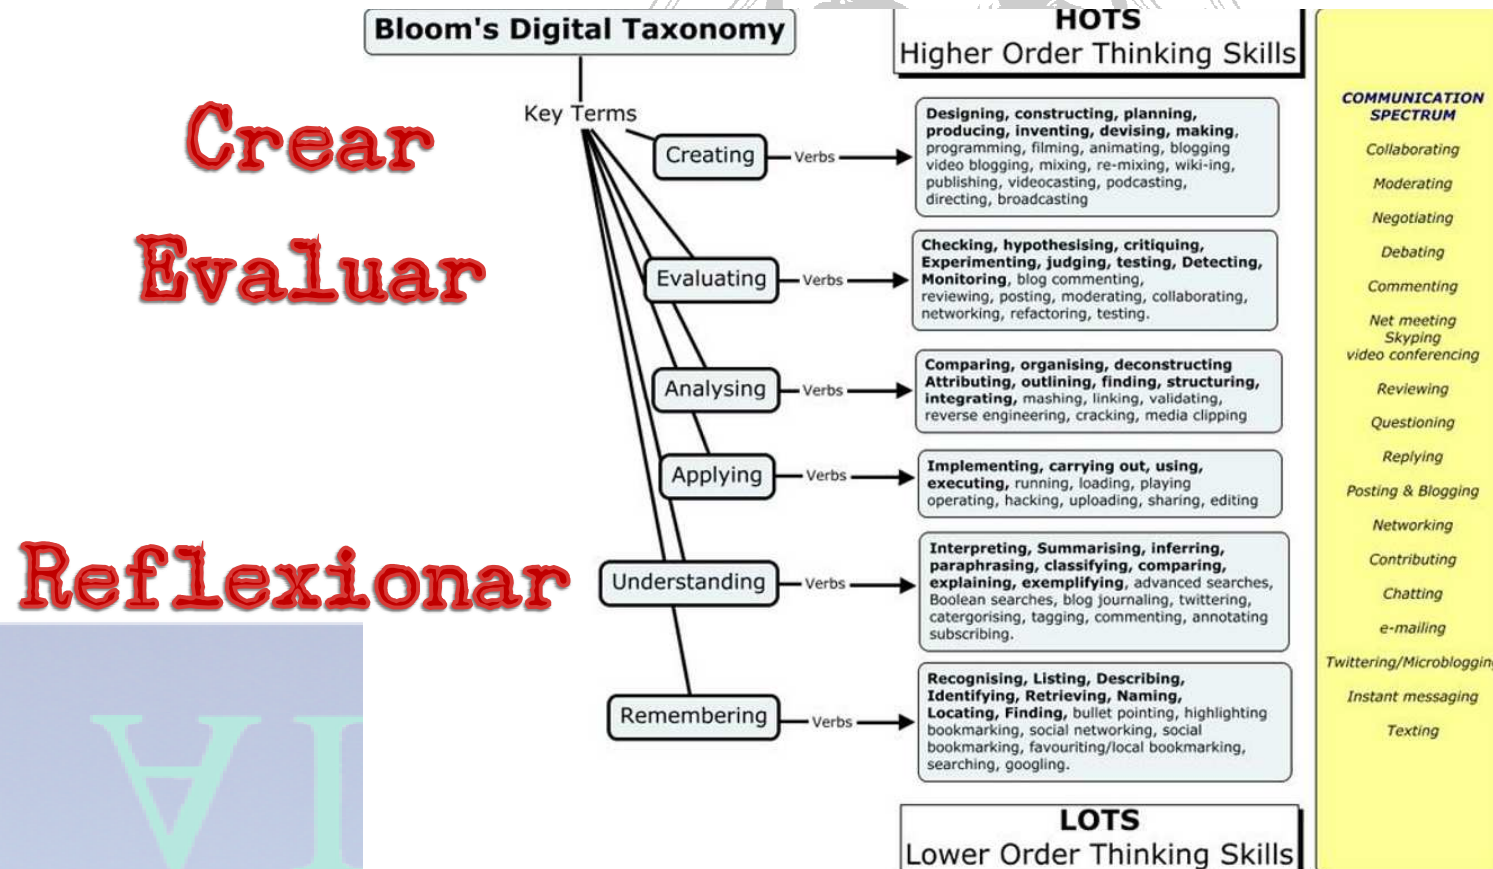 Bloom's Digital Taxonomy
HOTS
Higher Order Thinking Skills
Key Terms
Crear
Evaluar
Reflexionar
Creating
Verbs
Designing, constructing, planning,
producing, inventing, devising, making,
programming, filming, animating, blogging
video blogging, mixing, re-mixing, wiki-ing,
publishing, videocasting, podcasting,
directing, broadcasting
Evaluating
Verbs
Checking, hypothesising, critiquing,
Experimenting, judging, testing, Detecting,
Monitoring, blog commenting,
reviewing, posting, moderating, collaborating,
networking, refactoring, testing.
Analysing
Verbs
Comparing, organising, deconstructing
Attributing, outlining, finding, structuring,
integrating, mashing, linking, validating,
reverse engineering, cracking, media clipping
Applying
Verbs
Implementing, carrying out, using,
executing, running, loading, playing
operating, hacking, uploading, sharing, editing
Understanding
Verbs
Interpreting, Summarising, inferring,
paraphrasing, classifying, comparing,
explaining, exemplifying, advanced searches,
Boolean searches, blog journaling, twittering,
catergorising, tagging, commenting, annotating
subscribing.
Remembering
Verbs
Recognising, Listing, Describing,
Identifying, Retrieving, Naming,
Locating, Finding, bullet pointing, highlighting
bookmarking, social networking, social
bookmarking, favouriting/local bookmarking,
searching, googling.
LOTS
Lower Order Thinking Skills
COMMUNICATION
SPECTRUM
Collaborating
Moderating
Negotiating
Debating
Commenting
Net meeting
Skyping
video conferencing
Reviewing
Questioning
Replying
Posting & Blogging
Networking
Contributing
Chatting
e-mailing
Twittering/Microblogging
Instant messaging
Texting